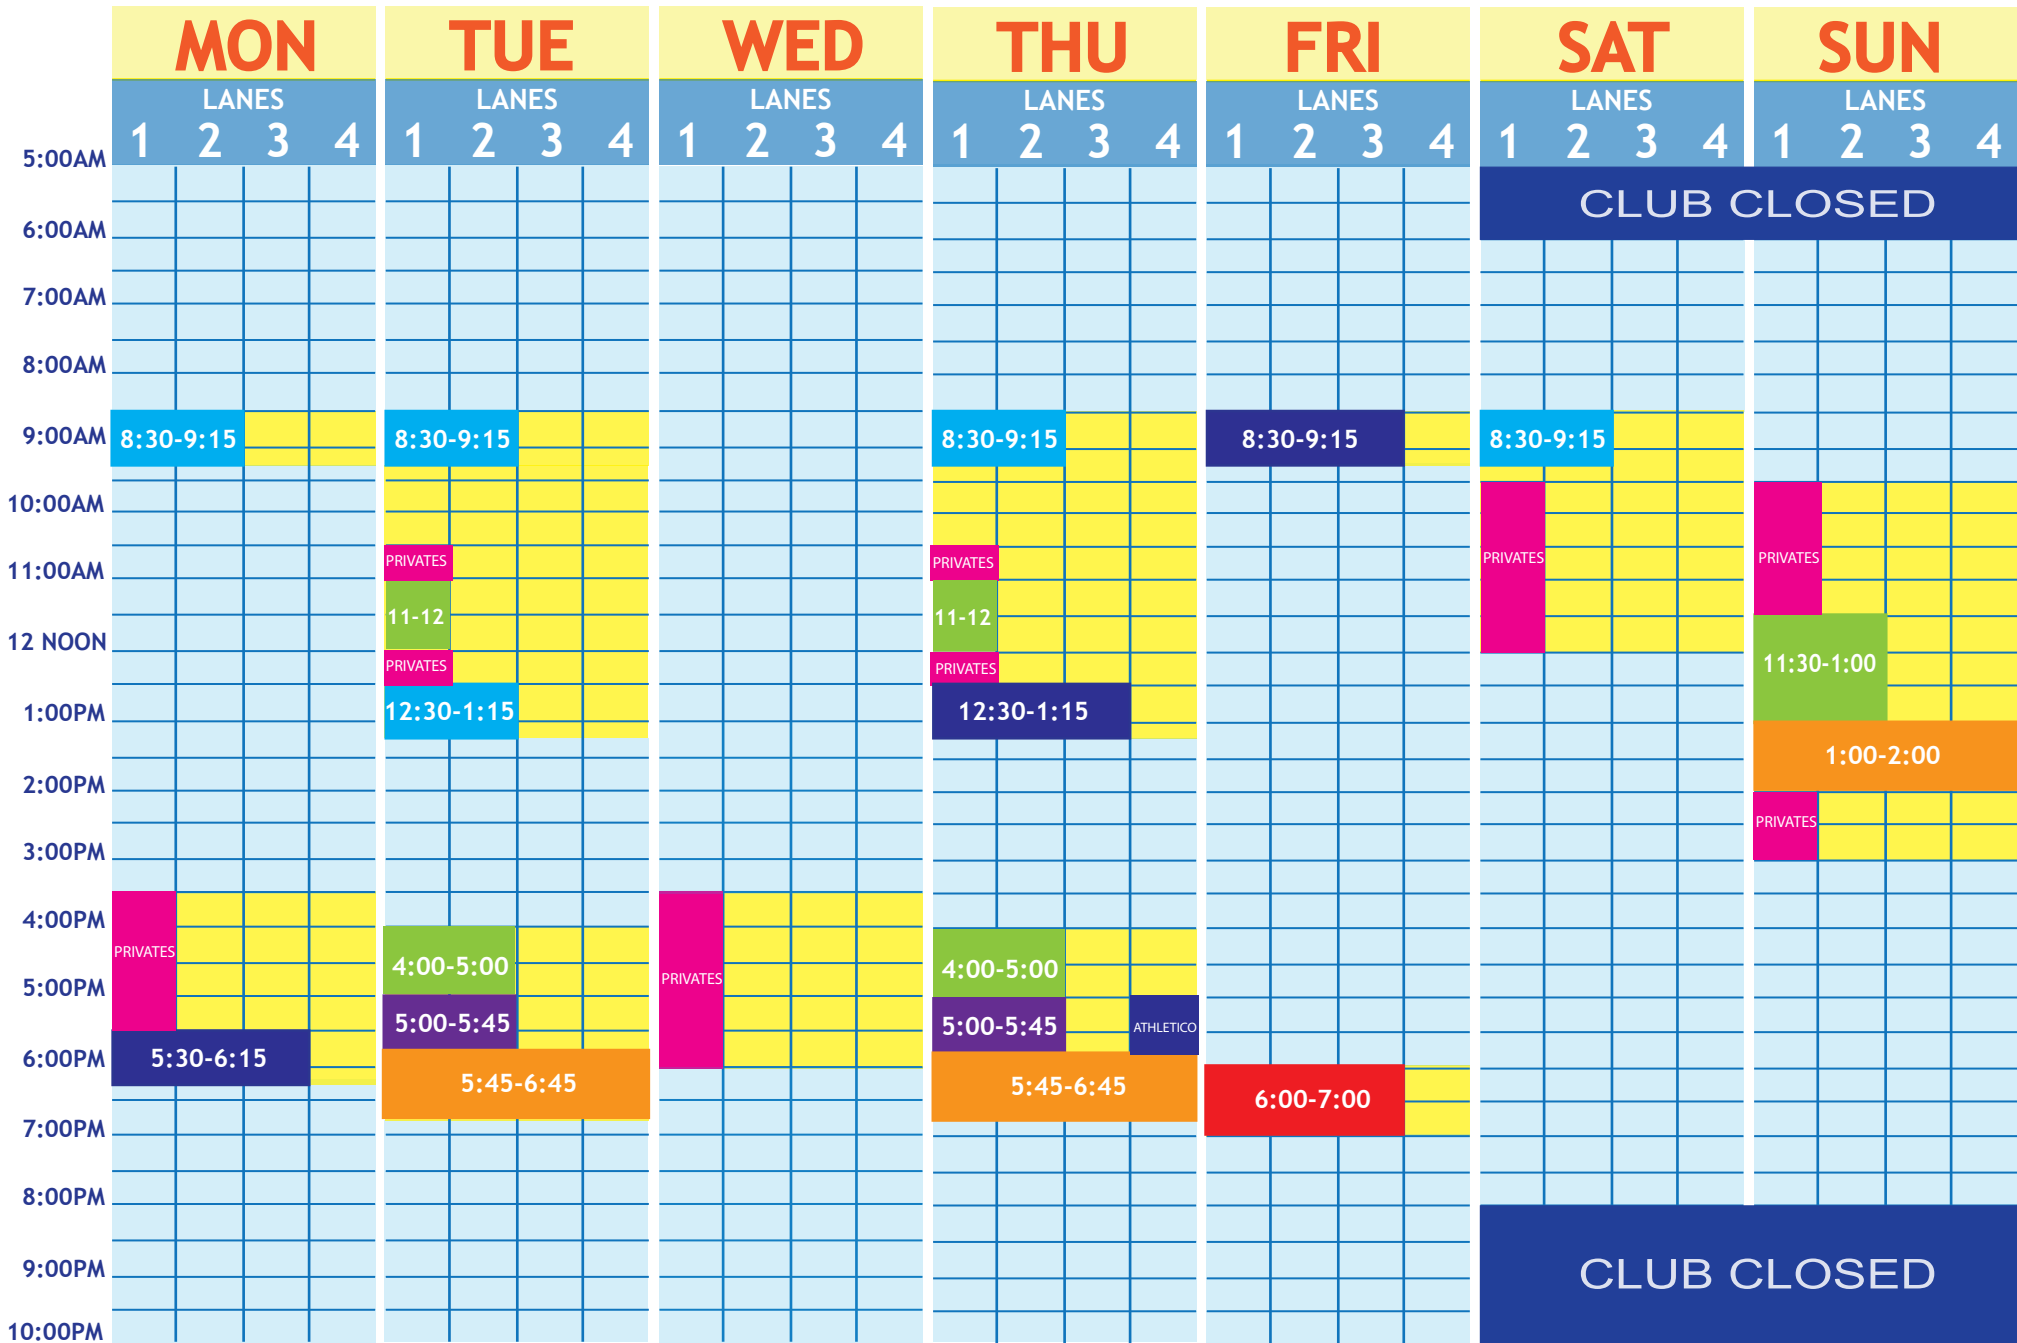 MON TUE WED THU FRI SAT SUN
LANES LANES LANES LANES LANES LANES LANES
1 2 3 4 1 2 3 4 1 2 3 4 1 2 3 4 1 2 3 4 1 2 3 4 1 2 3 4
5:00AM
CLUB CLOSED
6:00AM
7:00AM
8:00AM
9:00AM 8:30-9:15 8:30-9:15 8:30-9:15 8:30-9:15 8:30-9:15
10:00AM
PRIVATES PRIVATES PRIVATES PRIVATES
11:00AM
11-12 11-12
12 NOON
PRIVATES PRIVATES 11:30-1:00
1:00PM 12:30-1:15 12:30-1:15
1:00-2:00
2:00PM
PRIVATES
3:00PM
4:00PM
PRIVATES 4:00-5:00 PRIVATES 4:00-5:00
5:00PM
5:00-5:45 5:00-5:45 ATHLETICO
6:00PM 5:30-6:15
5:45-6:45 5:45-6:45 6:00-7:00
7:00PM
8:00PM
9:00PM CLUB CLOSED
10:00PM